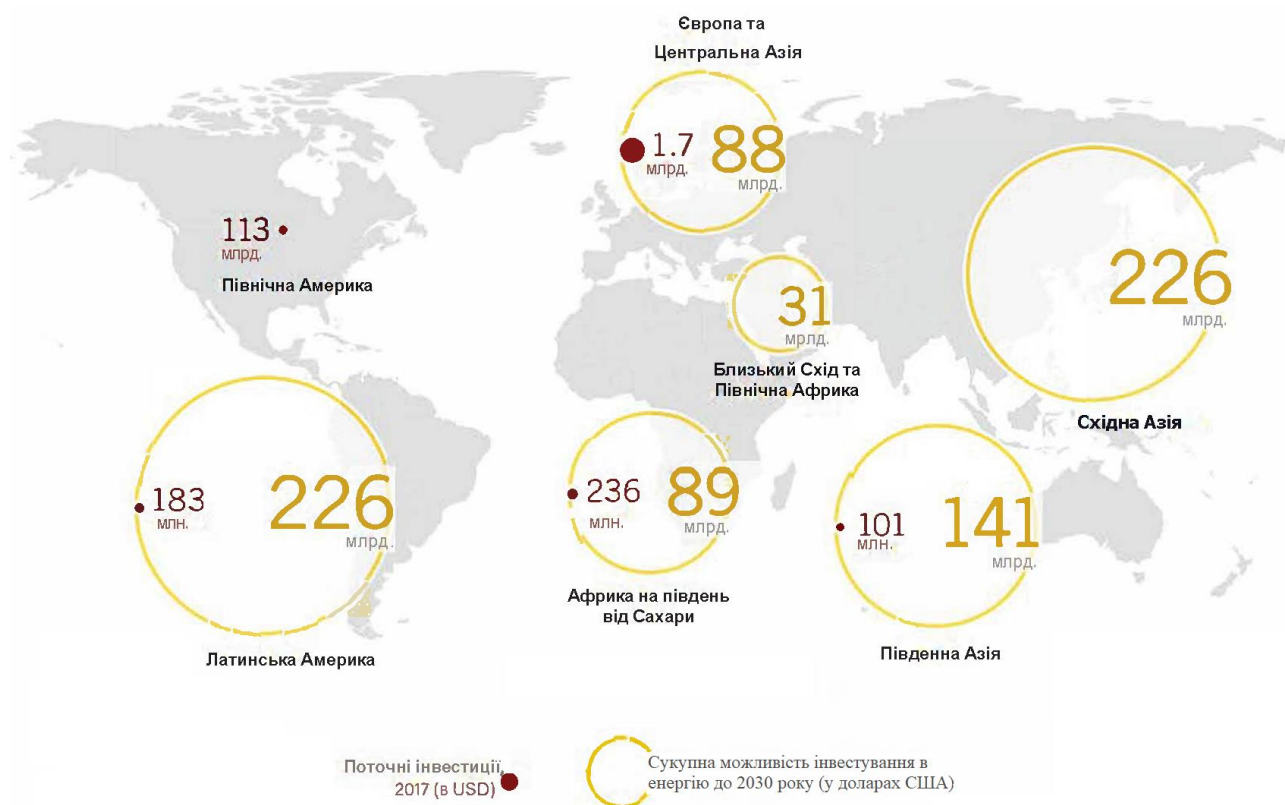 Європа та
Центральна Азія
1.7
млрд.
88
млрд.
113
млрд.
Північна Америка
226
млрд.
Східна Азія
31
мрлд.
Близький Схід та
Північна Африка
183
млн.
226
млрд.
Латинська Америка
236
млн.
89
млрд.
Африка на південь
від Сахари
101
млн.
141
млрд.
Південна Азія
Поточні інвестиції,
2017 (в USD)
Сукупна можливість інвестування в
енергію до 2030 року (у доларах США)